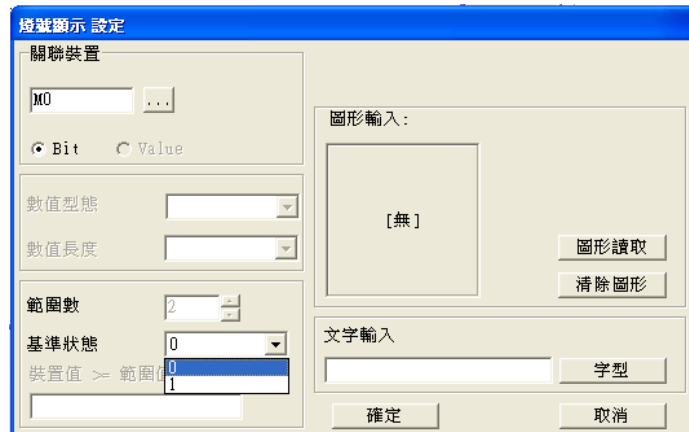 燈號顯示 設定
關聯裝置
M0
...
Bit
Value
數值型態
數值長度
範圍數
2
基準狀態
0
0
1
裝置值 >= 範圍值
圖形輸入:
[無]
圖形讀取
清除圖形
文字輸入
字型
確定
取消